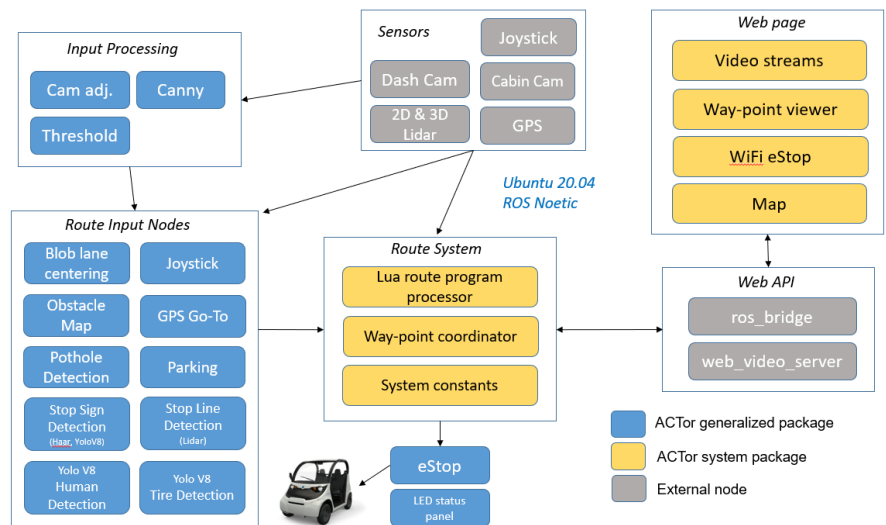 Input Processing
Cam adj.
Canny
Threshold
Sensors
Joystick
Dash Cam
Cabin Cam
2D & 3D
Lidar
GPS
Web page
Video streams
Way-point viewer
WiFi eStop
Map
Ubuntu 20.04
ROS Noetic
Route Input Nodes
Blob lane
centering
Joystick
Obstacle
Map
GPS Go-To
Pothole
Detection
Parking
Stop Sign
Detection
(Haar, YoloV8)
Stop Line
Detection
(Lidar)
Yolo V8
Human
Detection
Yolo V8
Tire Detection
Route System
Lua route program
processor
Way-point coordinator
System constants
eStop
LED status
panel
Web API
ros_bridge
web_video_server
ACTor generalized package
ACTor system package
External node